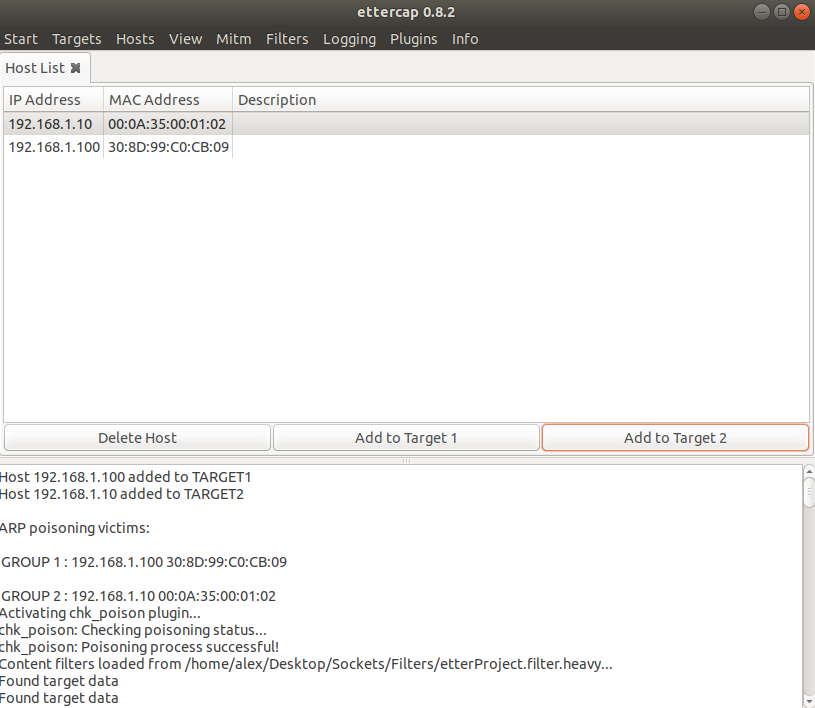 ettercap 0.8.2
Start Targets Hosts View Mitm Filters Logging Plugins Info
Host List
IP Address MAC Address Description
192.168.1.10 00:0A:35:00:01:02
192.168.1.100 30:8D:99:C0:CB:09
Delete Host Add to Target 1 Add to Target 2
Host 192.168.1.100 added to TARGET1
Host 192.168.1.10 added to TARGET2
ARP poisoning victims:
GROUP 1 : 192.168.1.100 30:8D:99:C0:CB:09
GROUP 2 : 192.168.1.10 00:0A:35:00:01:02
Activating chk_poison plugin...
chk_poison: Checking poisoning status...
chk_poison: Poisoning process successful!
Content filters loaded from /home/alex/Desktop/Sockets/Filters/etterProject.filter.heavy...
Found target data
Found target data